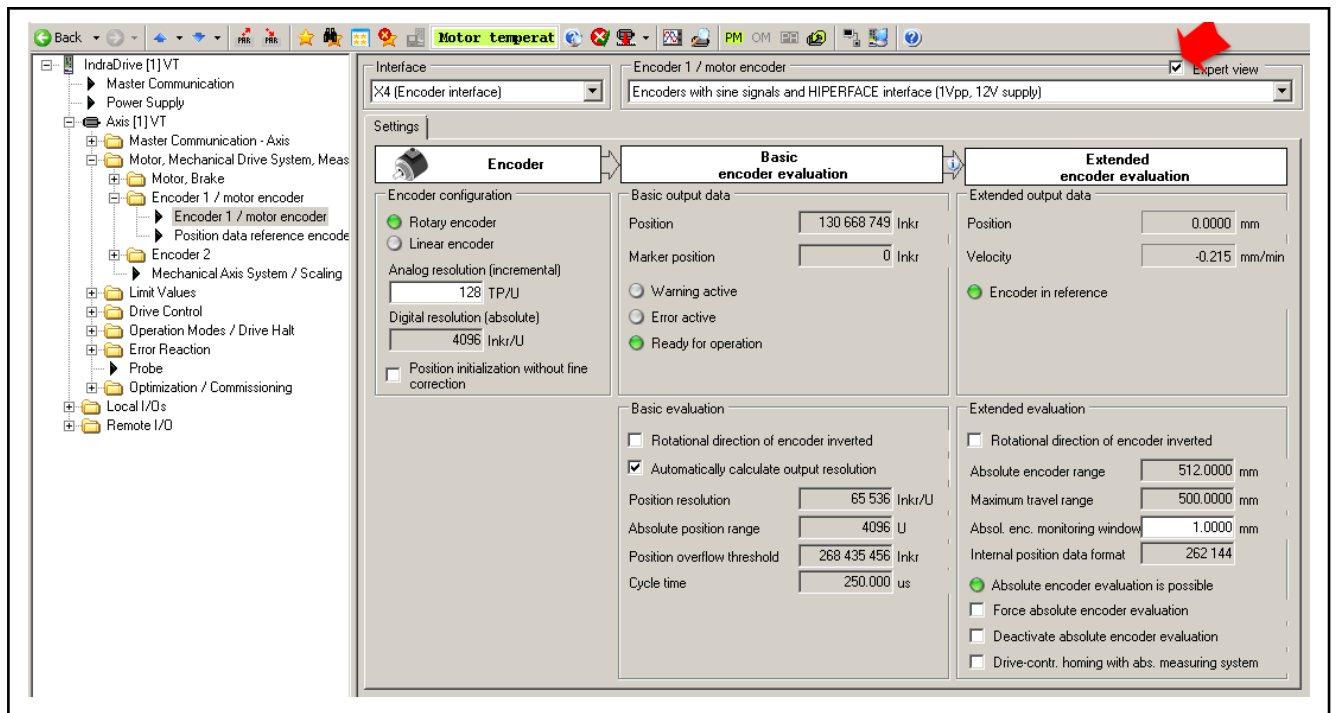 Back
PAR
PAR
Motor temperat
PM
OM
IndraDrive [1] VT
Master Communication
Power Supply
Axis [1] VT
Master Communication - Axis
Motor, Mechanical Drive System, Meas
Motor, Brake
Encoder 1 / motor encoder
Encoder 1 / motor encoder
Position data reference encode
Encoder 2
Mechanical Axis System / Scaling
Limit Values
Drive Control
Operation Modes / Drive Halt
Error Reaction
Probe
Optimization / Commissioning
Local I/Os
Remote I/O
Interface
X4 (Encoder interface)
Encoder 1 / motor encoder
Expert view
Encoders with sine signals and HIPERFACE interface (1Vpp, 12V supply)
Settings
Encoder
Basic
encoder evaluation
Extended
encoder evaluation
Encoder configuration
Rotary encoder
Linear encoder
Analog resolution (incremental)
128 TP/U
Digital resolution (absolute)
4096 Inkr/U
Position initialization without fine
correction
Basic output data
Position 130 668 749 Inkr
Marker position 0 Inkr
Warning active
Error active
Ready for operation
Extended output data
Position 0.0000 mm
Velocity -0.215 mm/min
Encoder in reference
Basic evaluation
Rotational direction of encoder inverted
Automatically calculate output resolution
Position resolution 65 536 Inkr/U
Absolute position range 4096 U
Position overflow threshold 268 435 456 Inkr
Cycle time 250.000 us
Extended evaluation
Rotational direction of encoder inverted
Absolute encoder range 512.0000 mm
Maximum travel range 500.0000 mm
Absol. enc. monitoring window 1.0000 mm
Internal position data format 262 144
Absolute encoder evaluation is possible
Force absolute encoder evaluation
Deactivate absolute encoder evaluation
Drive-contr. homing with abs. measuring system